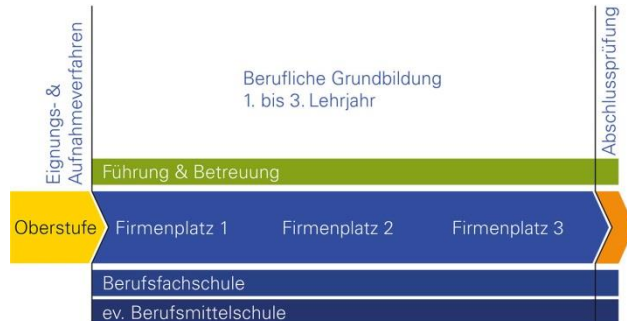 Eignungs- &
Aufnahmeverfahren
Berufliche Grundbildung
1. bis 3. Lehrjahr
Abschlussprüfung
Führung & Betreuung
Oberstufe
Firmenplatz 1
Firmenplatz 2
Firmenplatz 3
Berufsfachschule
ev. Berufsmittelschule